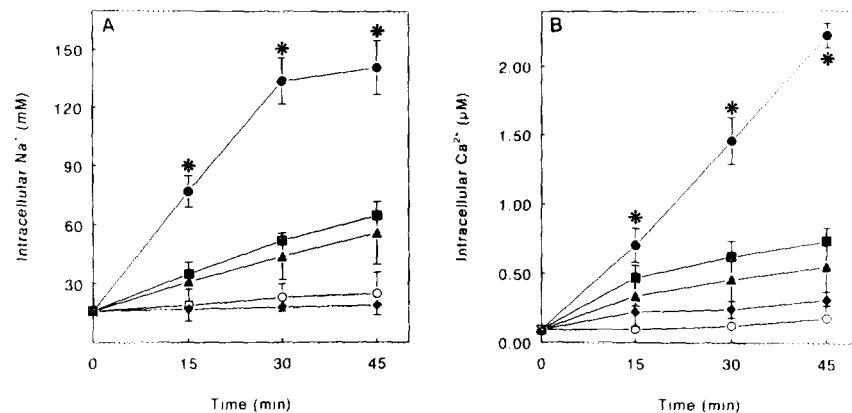 A
Intracellular Na⁺ (mM)
150
120
90
60
30
0 15 30 45
Time (min)
B
Intracellular Ca²⁺ (µM)
2.00
1.50
1.00
0.50
0.00
0 15 30 45
Time (min)